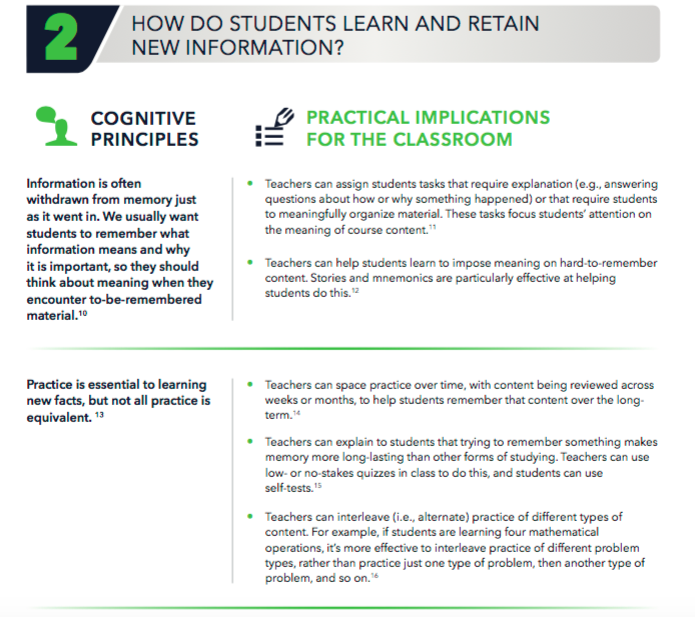 2
HOW DO STUDENTS LEARN AND RETAIN
NEW INFORMATION?
COGNITIVE
PRINCIPLES
PRACTICAL IMPLICATIONS
FOR THE CLASSROOM
Information is often
withdrawn from memory just
as it went in. We usually want
students to remember what
information means and why
it is important, so they should
think about meaning when they
encounter to-be-remembered
material.¹⁰
• Teachers can assign students tasks that require explanation (e.g., answering
questions about how or why something happened) or that require students
to meaningfully organize material. These tasks focus students’ attention on
the meaning of course content.¹¹
• Teachers can help students learn to impose meaning on hard-to-remember
content. Stories and mnemonics are particularly effective at helping
students do this.¹²
Practice is essential to learning
new facts, but not all practice is
equivalent. ¹³
• Teachers can space practice over time, with content being reviewed across
weeks or months, to help students remember that content over the long-
term.¹⁴
• Teachers can explain to students that trying to remember something makes
memory more long-lasting than other forms of studying. Teachers can use
low- or no-stakes quizzes in class to do this, and students can use
self-tests.¹⁵
• Teachers can interleave (i.e., alternate) practice of different types of
content. For example, if students are learning four mathematical
operations, it’s more effective to interleave practice of different problem
types, rather than practice just one type of problem, then another type of
problem, and so on.¹⁶